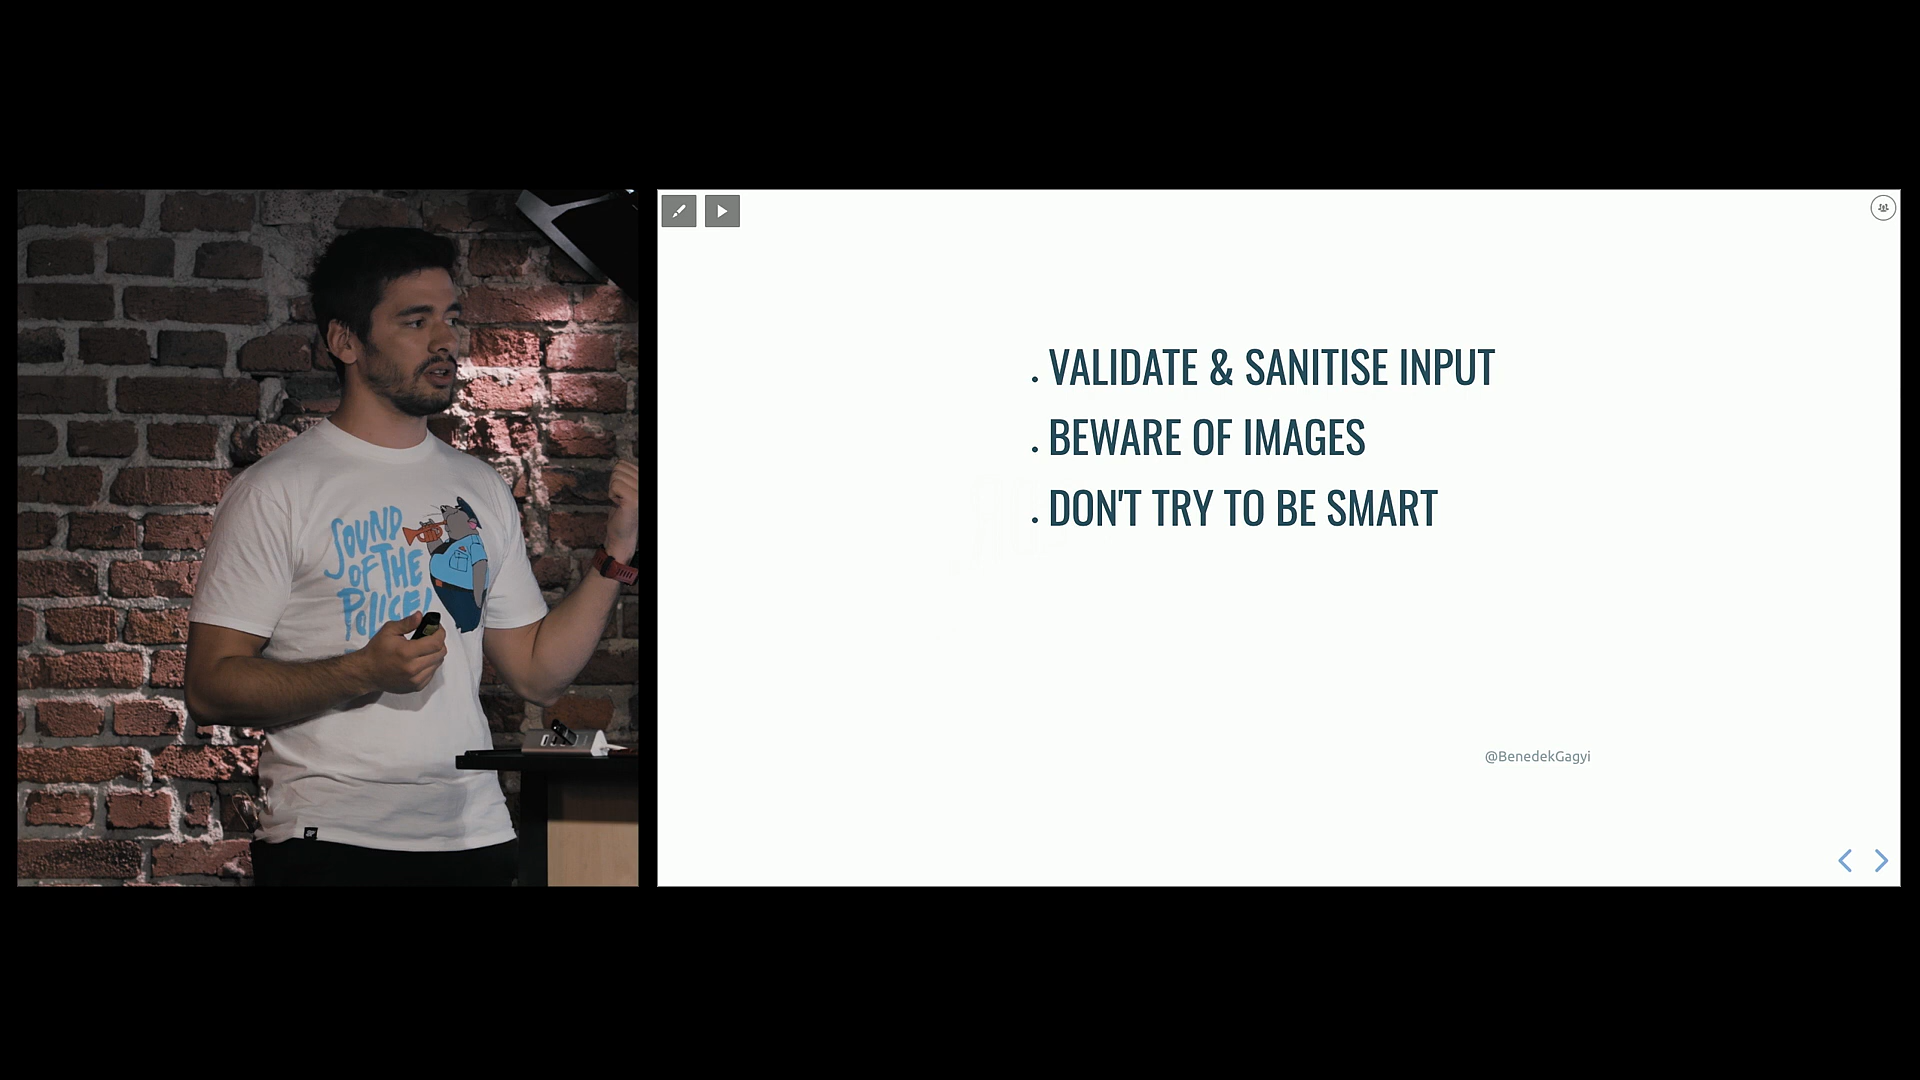 SOUND
OF THE
POLICE!
. VALIDATE & SANITISE INPUT
. BEWARE OF IMAGES
. DON'T TRY TO BE SMART
@BenedekGagyi